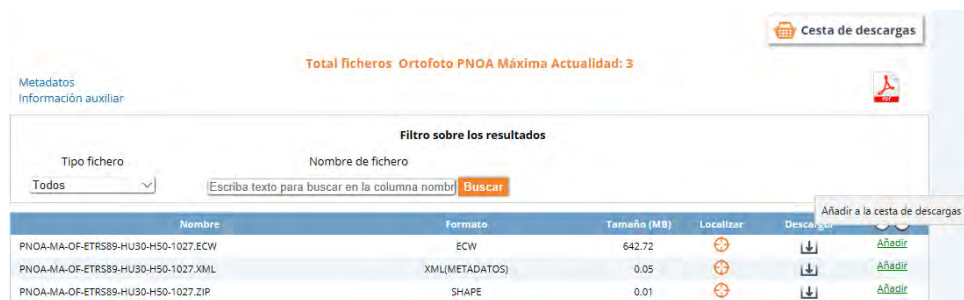 Cesta de descargas
Total ficheros Ortofoto PNOA Máxima Actualidad: 3
Metadatos
Información auxiliar
PDF
Filtro sobre los resultados
Tipo fichero Nombre de fichero
Todos Escriba texto para buscar en la columna nombr Buscar
Añadir a la cesta de descargas
Nombre Formato Tamaño (MB) Localizar
PNOA-MA-OF-ETRS89-HU30-H50-1027.ECW ECW 642.72 Añadir
PNOA-MA-OF-ETRS89-HU30-H50-1027.XML XML(METADATOS) 0.05 Añadir
PNOA-MA-OF-ETRS89-HU30-H50-1027.ZIP SHAPE 0.01 Añadir